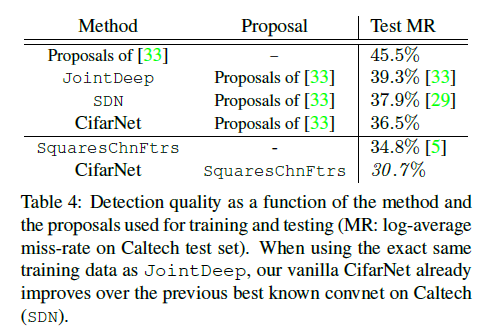 Method Proposal Test MR
Proposals of [33] – 45.5%
JointDeep Proposals of [33] 39.3% [33]
SDN Proposals of [33] 37.9% [29]
CifarNet Proposals of [33] 36.5%
SquaresChnFtrs - 34.8% [5]
CifarNet SquaresChnFtrs 30.7%
Table 4: Detection quality as a function of the method and
the proposals used for training and testing (MR: log-average
miss-rate on Caltech test set). When using the exact same
training data as JointDeep, our vanilla CifarNet already
improves over the previous best known convnet on Caltech
(SDN).